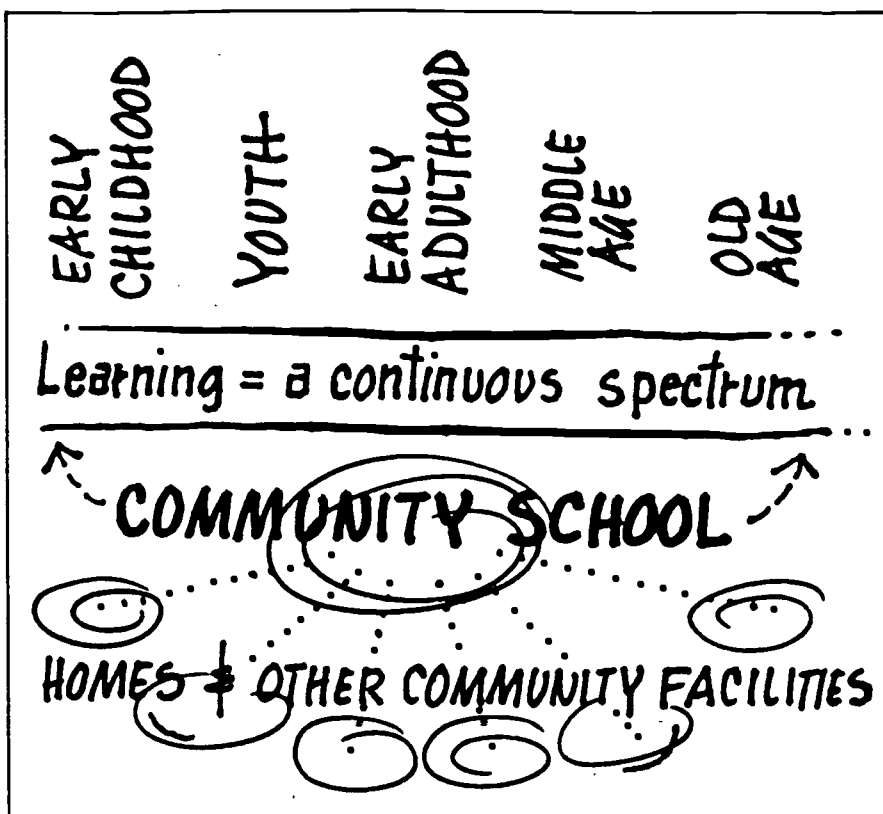 EARLY
CHILDHOOD
YOUTH
EARLY
ADULTHOOD
MIDDLE
AGE
OLD
AGE
Learning = a continuous spectrum
COMMUNITY SCHOOL
HOMES & OTHER COMMUNITY FACILITIES